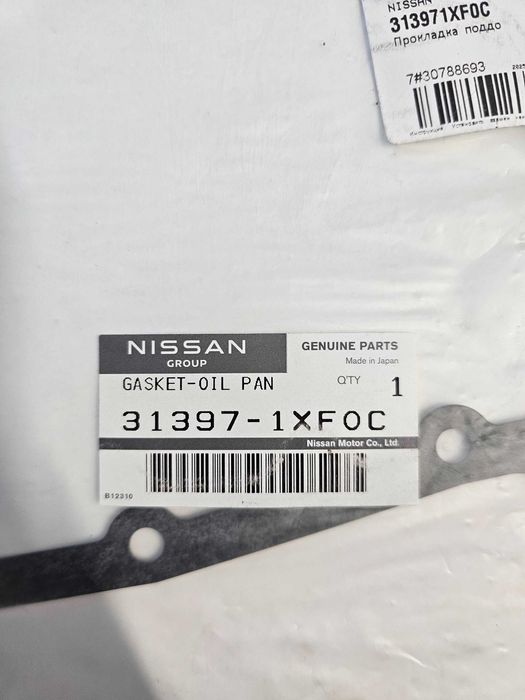 NISSAN
313971XF0C
Прокладка поддо
7#30788693
NISSAN
GROUP
GENUINE PARTS
Made in Japan
GASKET-OIL PAN
Q'TY 1
31397-1XF0C
Nissan Motor Co., Ltd.
B12310